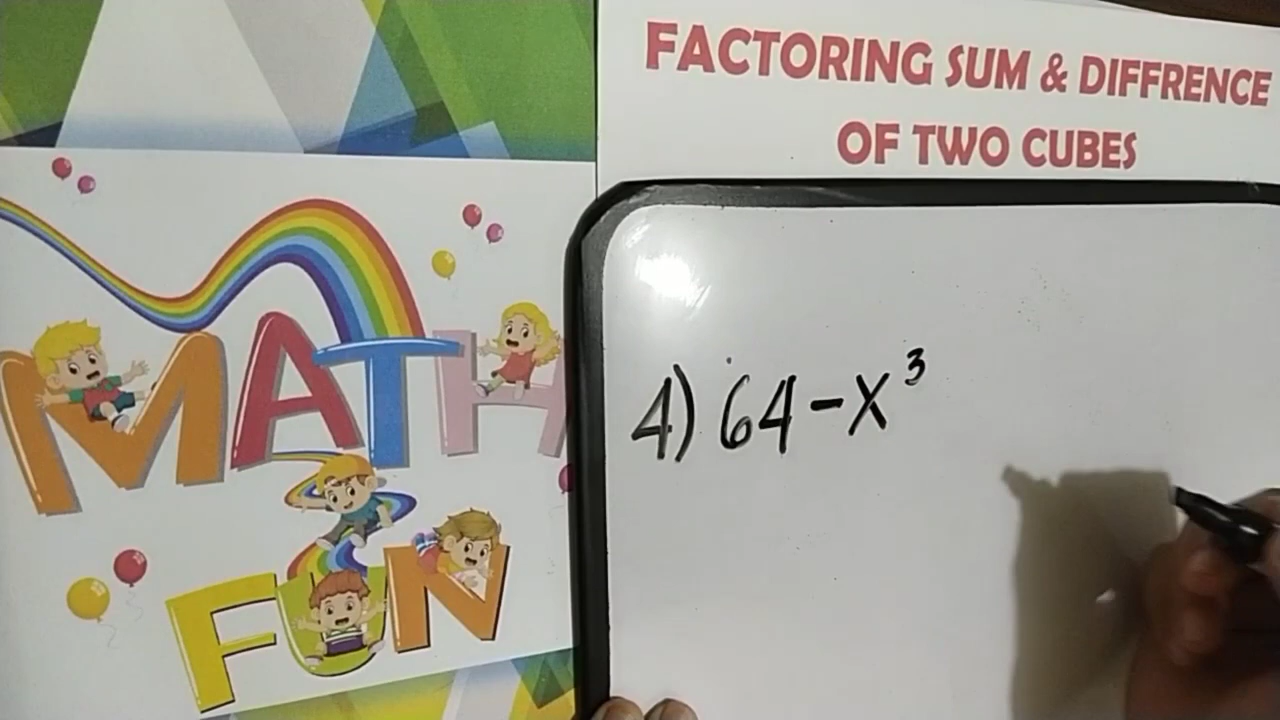 FACTORING SUM & DIFFRENCE
OF TWO CUBES
MATH
FUN
4) 64 - x³